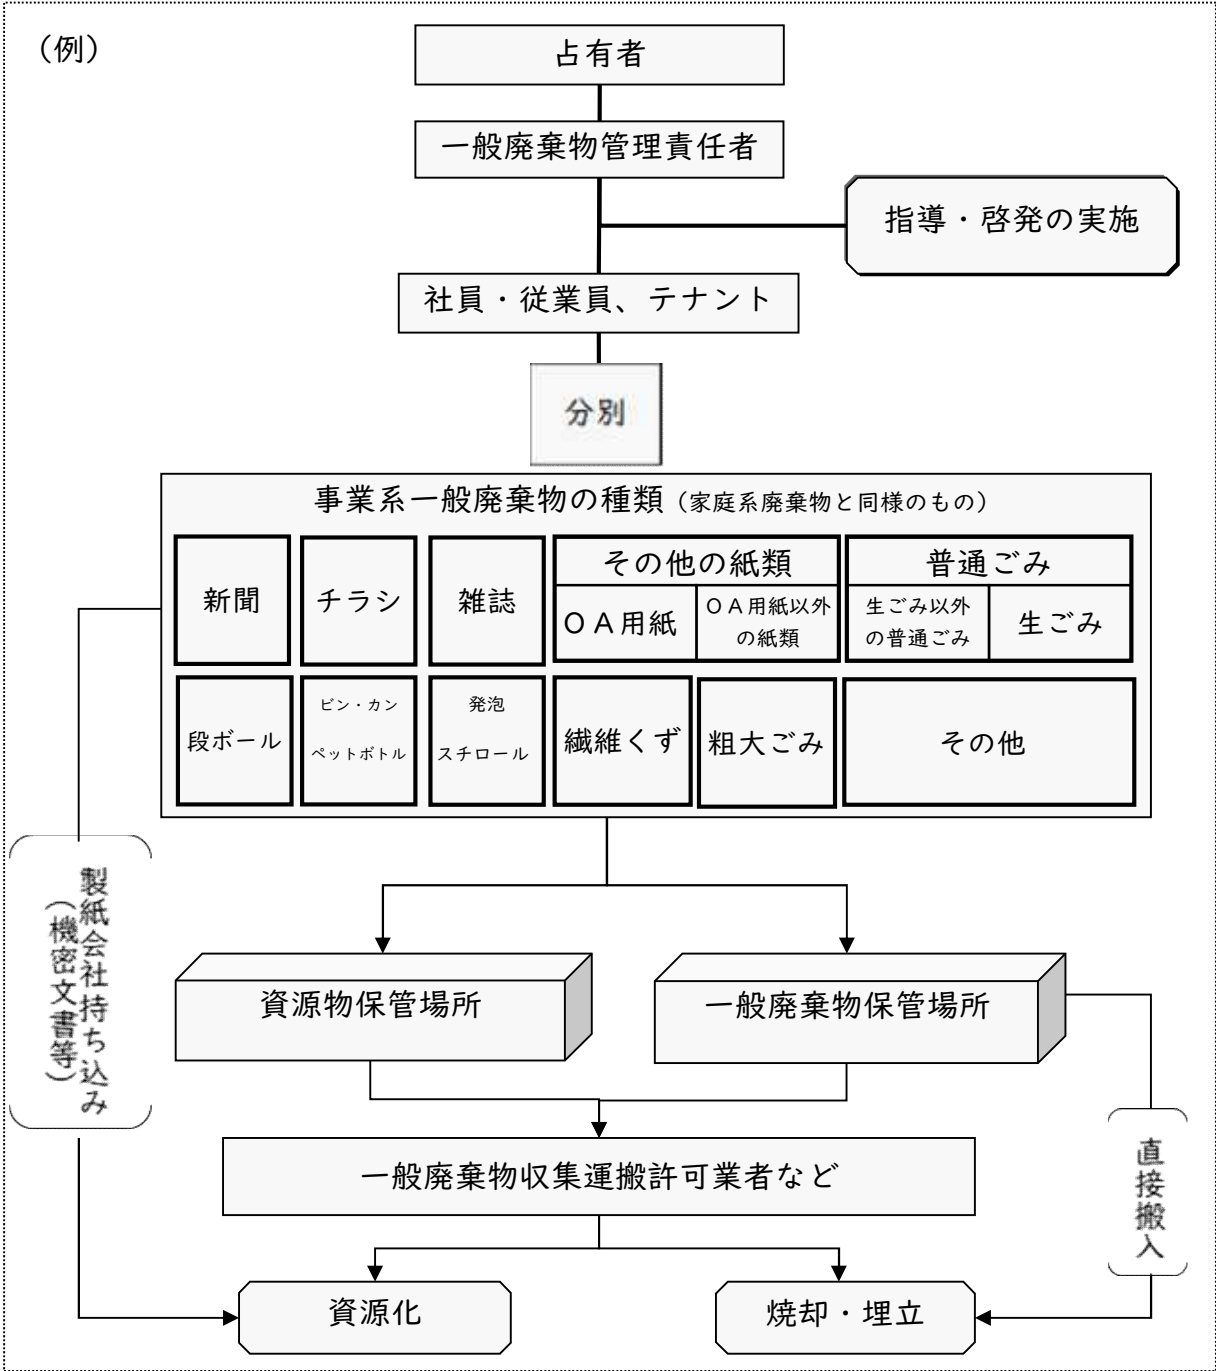 （例）
占有者
一般廃棄物管理責任者
指導・啓発の実施
社員・従業員、テナント
分別
事業系一般廃棄物の種類（家庭系廃棄物と同様のもの）
新聞
チラシ
雑誌
その他の紙類
ＯＡ用紙
ＯＡ用紙以外
の紙類
普通ごみ
生ごみ以外
の普通ごみ
生ごみ
段ボール
ビン・カン
ペットボトル
発泡
スチロール
繊維くず
粗大ごみ
その他
製紙会社持ち込み
（機密文書等）
資源物保管場所
一般廃棄物保管場所
一般廃棄物収集運搬許可業者など
直接搬入
資源化
焼却・埋立